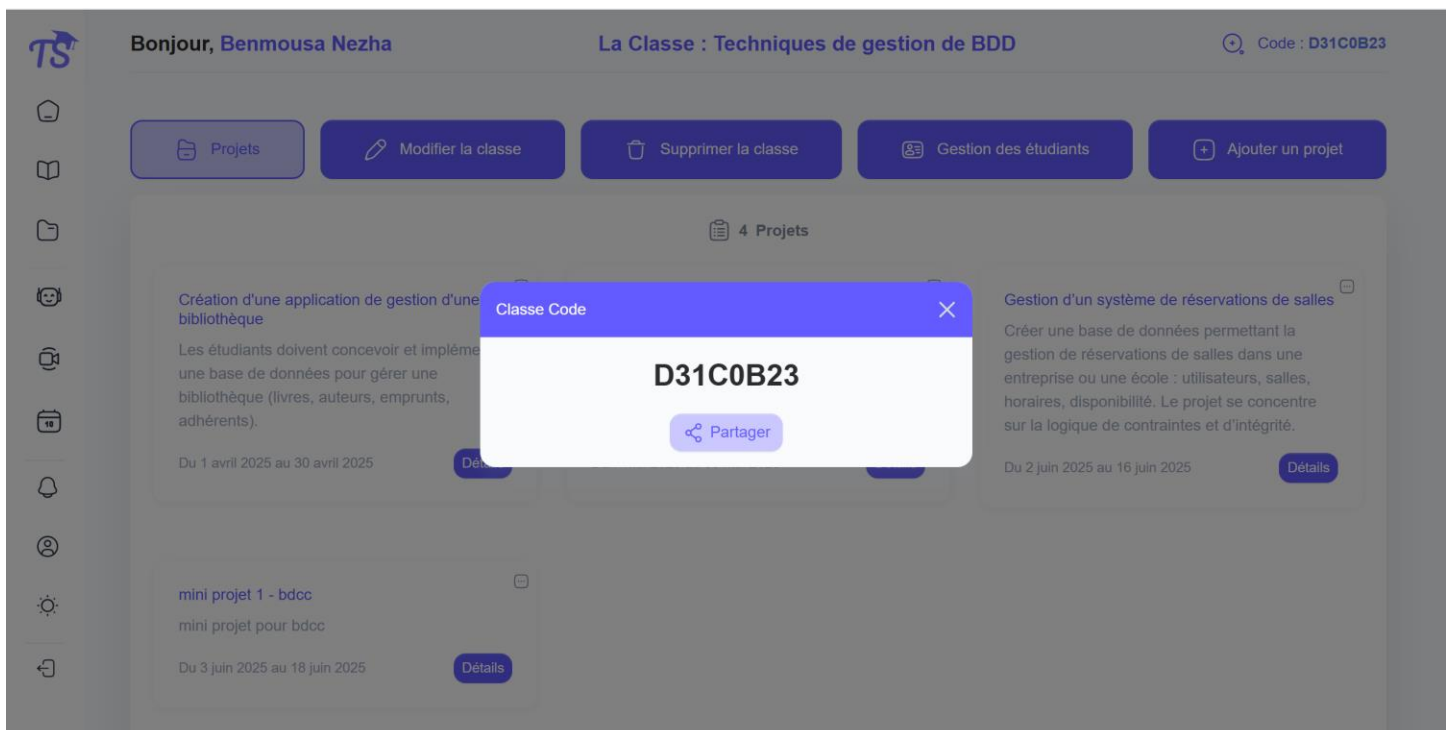 TS
Bonjour, Benmousa Nezha
La Classe : Techniques de gestion de BDD
Code : D31C0B23
Projets
Modifier la classe
Supprimer la classe
Gestion des étudiants
Ajouter un projet
4 Projets
Création d'une application de gestion d'une
bibliothèque
Les étudiants doivent concevoir et impléme
une base de données pour gérer une
bibliothèque (livres, auteurs, emprunts,
adhérents).
Du 1 avril 2025 au 30 avril 2025
Classe Code
D31C0B23
Partager
Gestion d'un système de réservations de salles
Créer une base de données permettant la
gestion de réservations de salles dans une
entreprise ou une école : utilisateurs, salles,
horaires, disponibilité. Le projet se concentre
sur la logique de contraintes et d'intégrité.
Du 2 juin 2025 au 16 juin 2025
Détails
mini projet 1 - bdcc
mini projet pour bdcc
Du 3 juin 2025 au 18 juin 2025
Détails